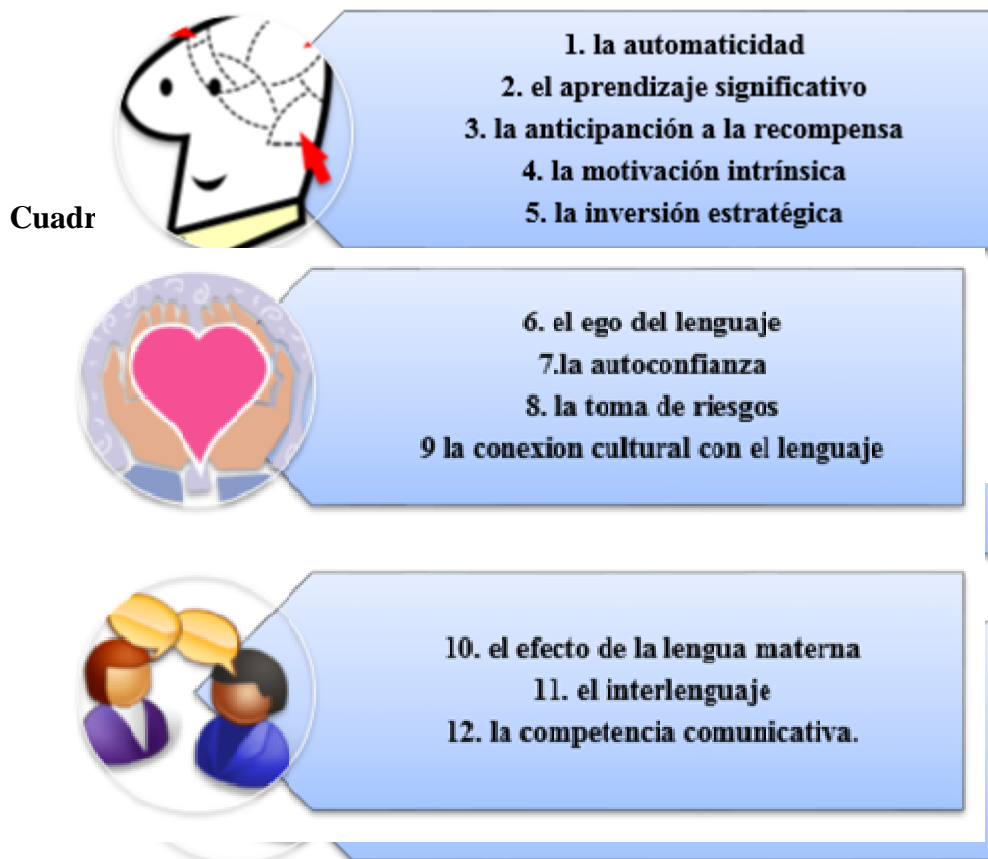 1. la automaticidad
2. el aprendizaje significativo
3. la anticipanción a la recompensa
4. la motivación intrínsica
5. la inversión estratégica
Cuadr
6. el ego del lenguaje
7.la autoconfianza
8. la toma de riesgos
9 la conexion cultural con el lenguaje
10. el efecto de la lengua materna
11. el interlenguaje
12. la competencia comunicativa.